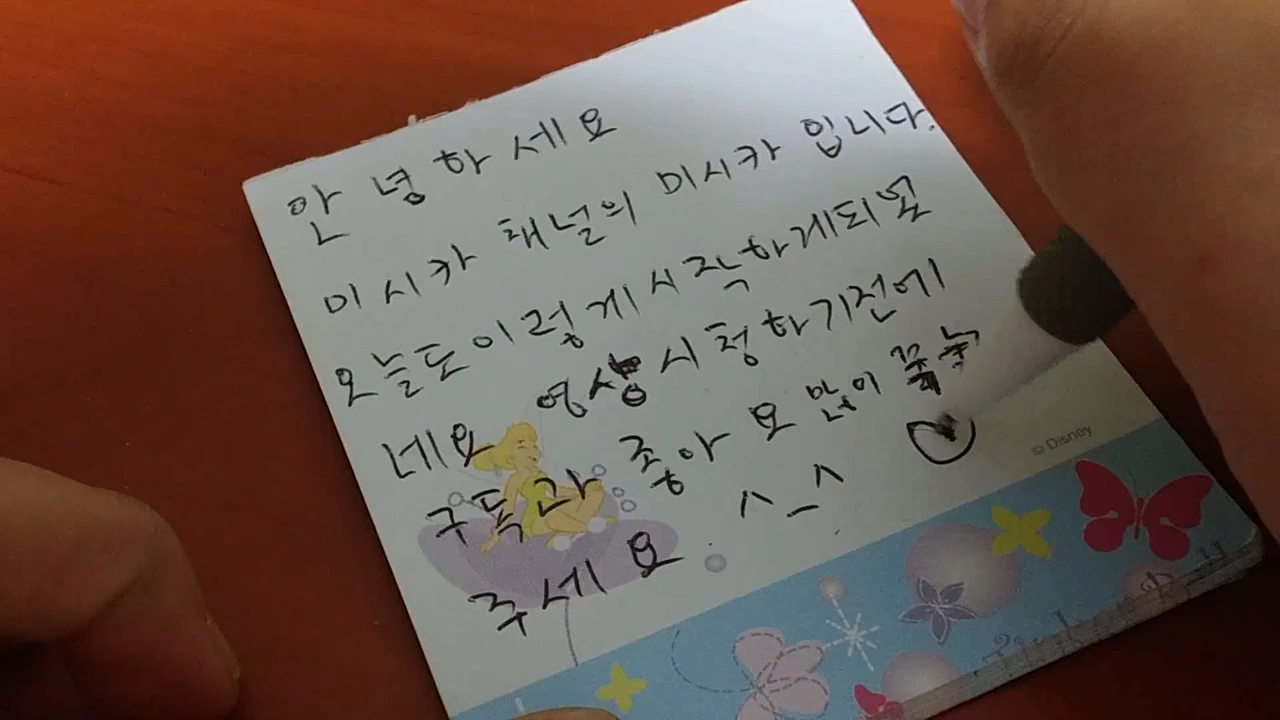 안녕하세요
미시카 채널의 미시카 입니다.
오늘도이렇게시작하게되었
네요 영상시청하기전에
구독과 좋아요 많이 꾹
주세요 ^_^
© Disney